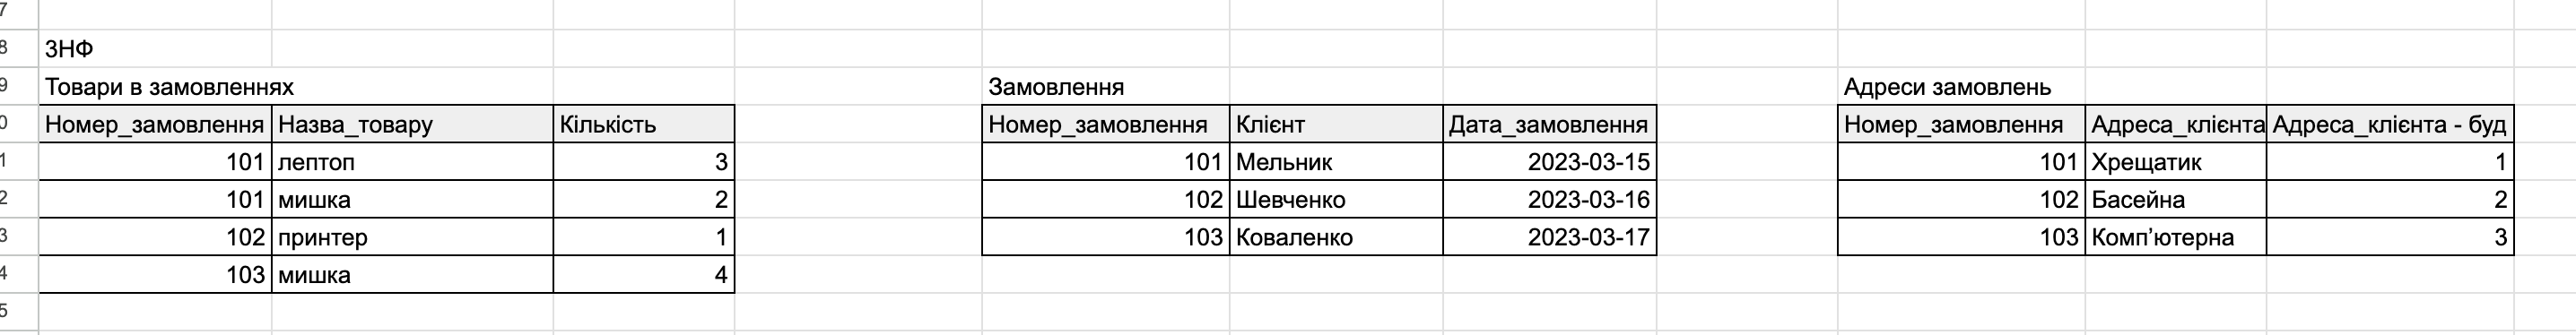 7
8 3НФ
9 Товари в замовленнях Замовлення Адреси замовлень
0 Номер_замовлення Назва_товару Кількість Номер_замовлення Клієнт Дата_замовлення Номер_замовлення Адреса_клієнта Адреса_клієнта - буд
1 101 лептоп 3 101 Мельник 2023-03-15 101 Хрещатик 1
2 101 мишка 2 102 Шевченко 2023-03-16 102 Басейна 2
3 102 принтер 1 103 Коваленко 2023-03-17 103 Комп’ютерна 3
4 103 мишка 4
5